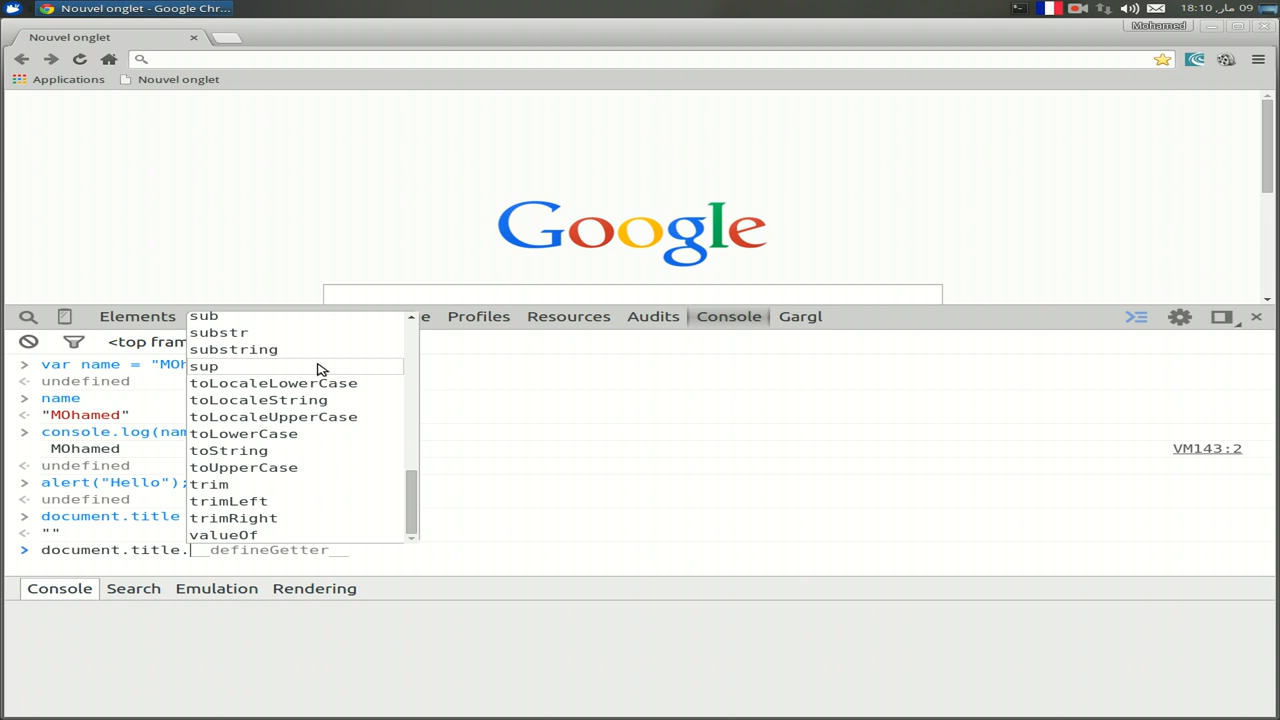 Nouvel onglet - Google Chr...
18:10 ,مار 09
Mohamed
Nouvel onglet
Applications Nouvel onglet
Google
Elements e Profiles Resources Audits Console Gargl
<top fram
> var name = "MOh
undefined
> name
"MOhamed"
> console.log(nam
MOhamed VM143:2
undefined
> alert("Hello");
undefined
> document.title
""
> document.title.__defineGetter__
sub
substr
substring
sup
toLocaleLowerCase
toLocaleString
toLocaleUpperCase
toLowerCase
toString
toUpperCase
trim
trimLeft
trimRight
valueOf
Console Search Emulation Rendering